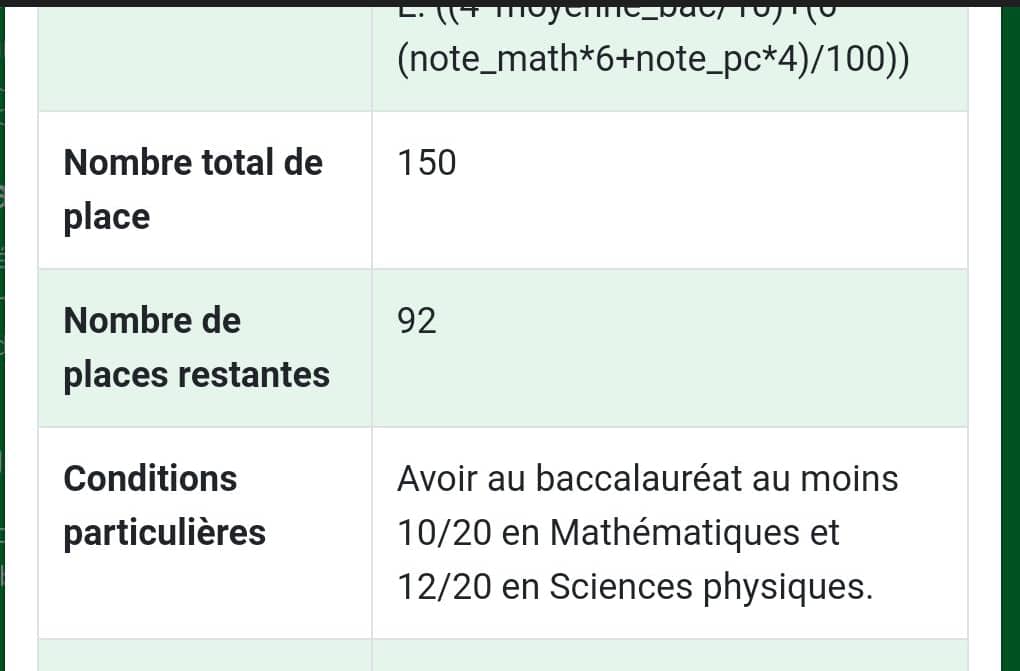 (note_math*6+note_pc*4)/100))
Nombre total de
place
150
Nombre de
places restantes
92
Conditions
particulières
Avoir au baccalauréat au moins
10/20 en Mathématiques et
12/20 en Sciences physiques.